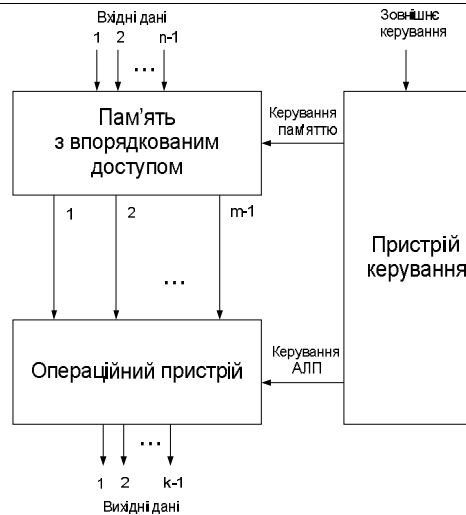 Вхідні дані
1 2 ... n-1
Зовнішнє
керування
Пам'ять
з впорядкованим
доступом
Керування
пам'яттю
1 2 ... m-1
Пристрій
керування
Операційний пристрій
Керування
АЛП
1 2 ... k-1
Вихідні дані